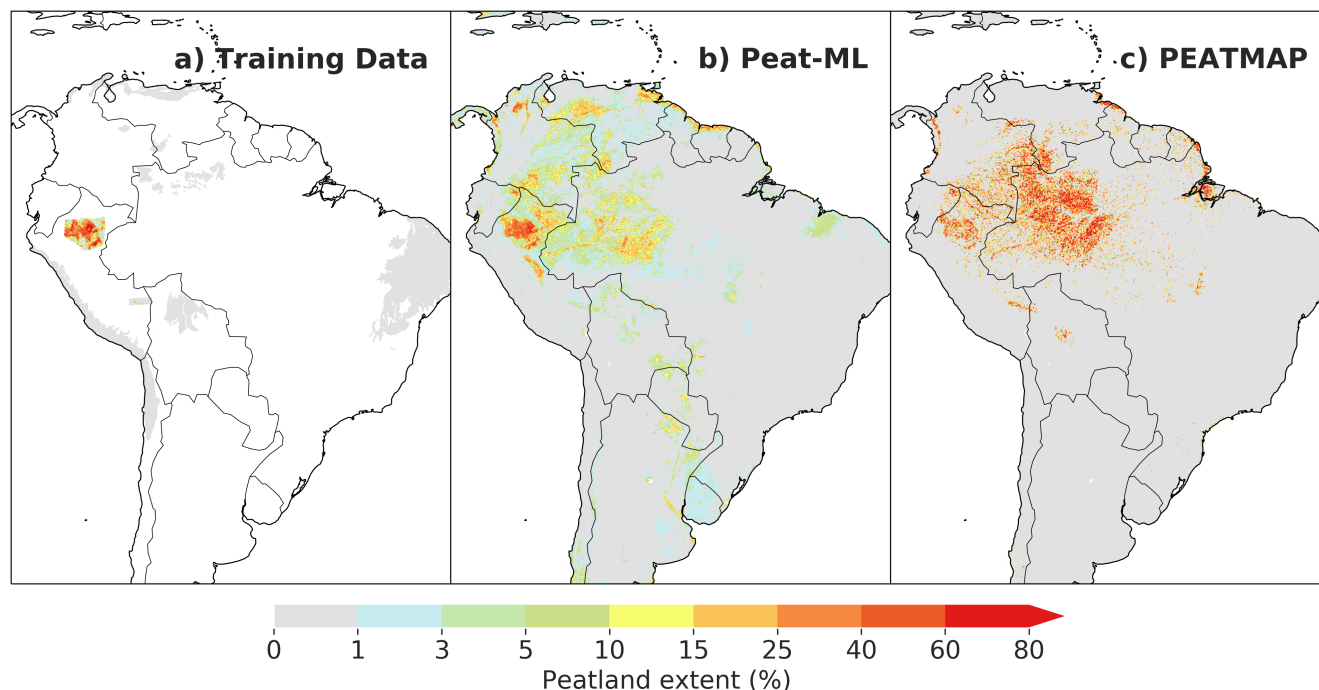 a) Training Data
b) Peat-ML
c) PEATMAP
0 1 3 5 10 15 25 40 60 80
Peatland extent (%)